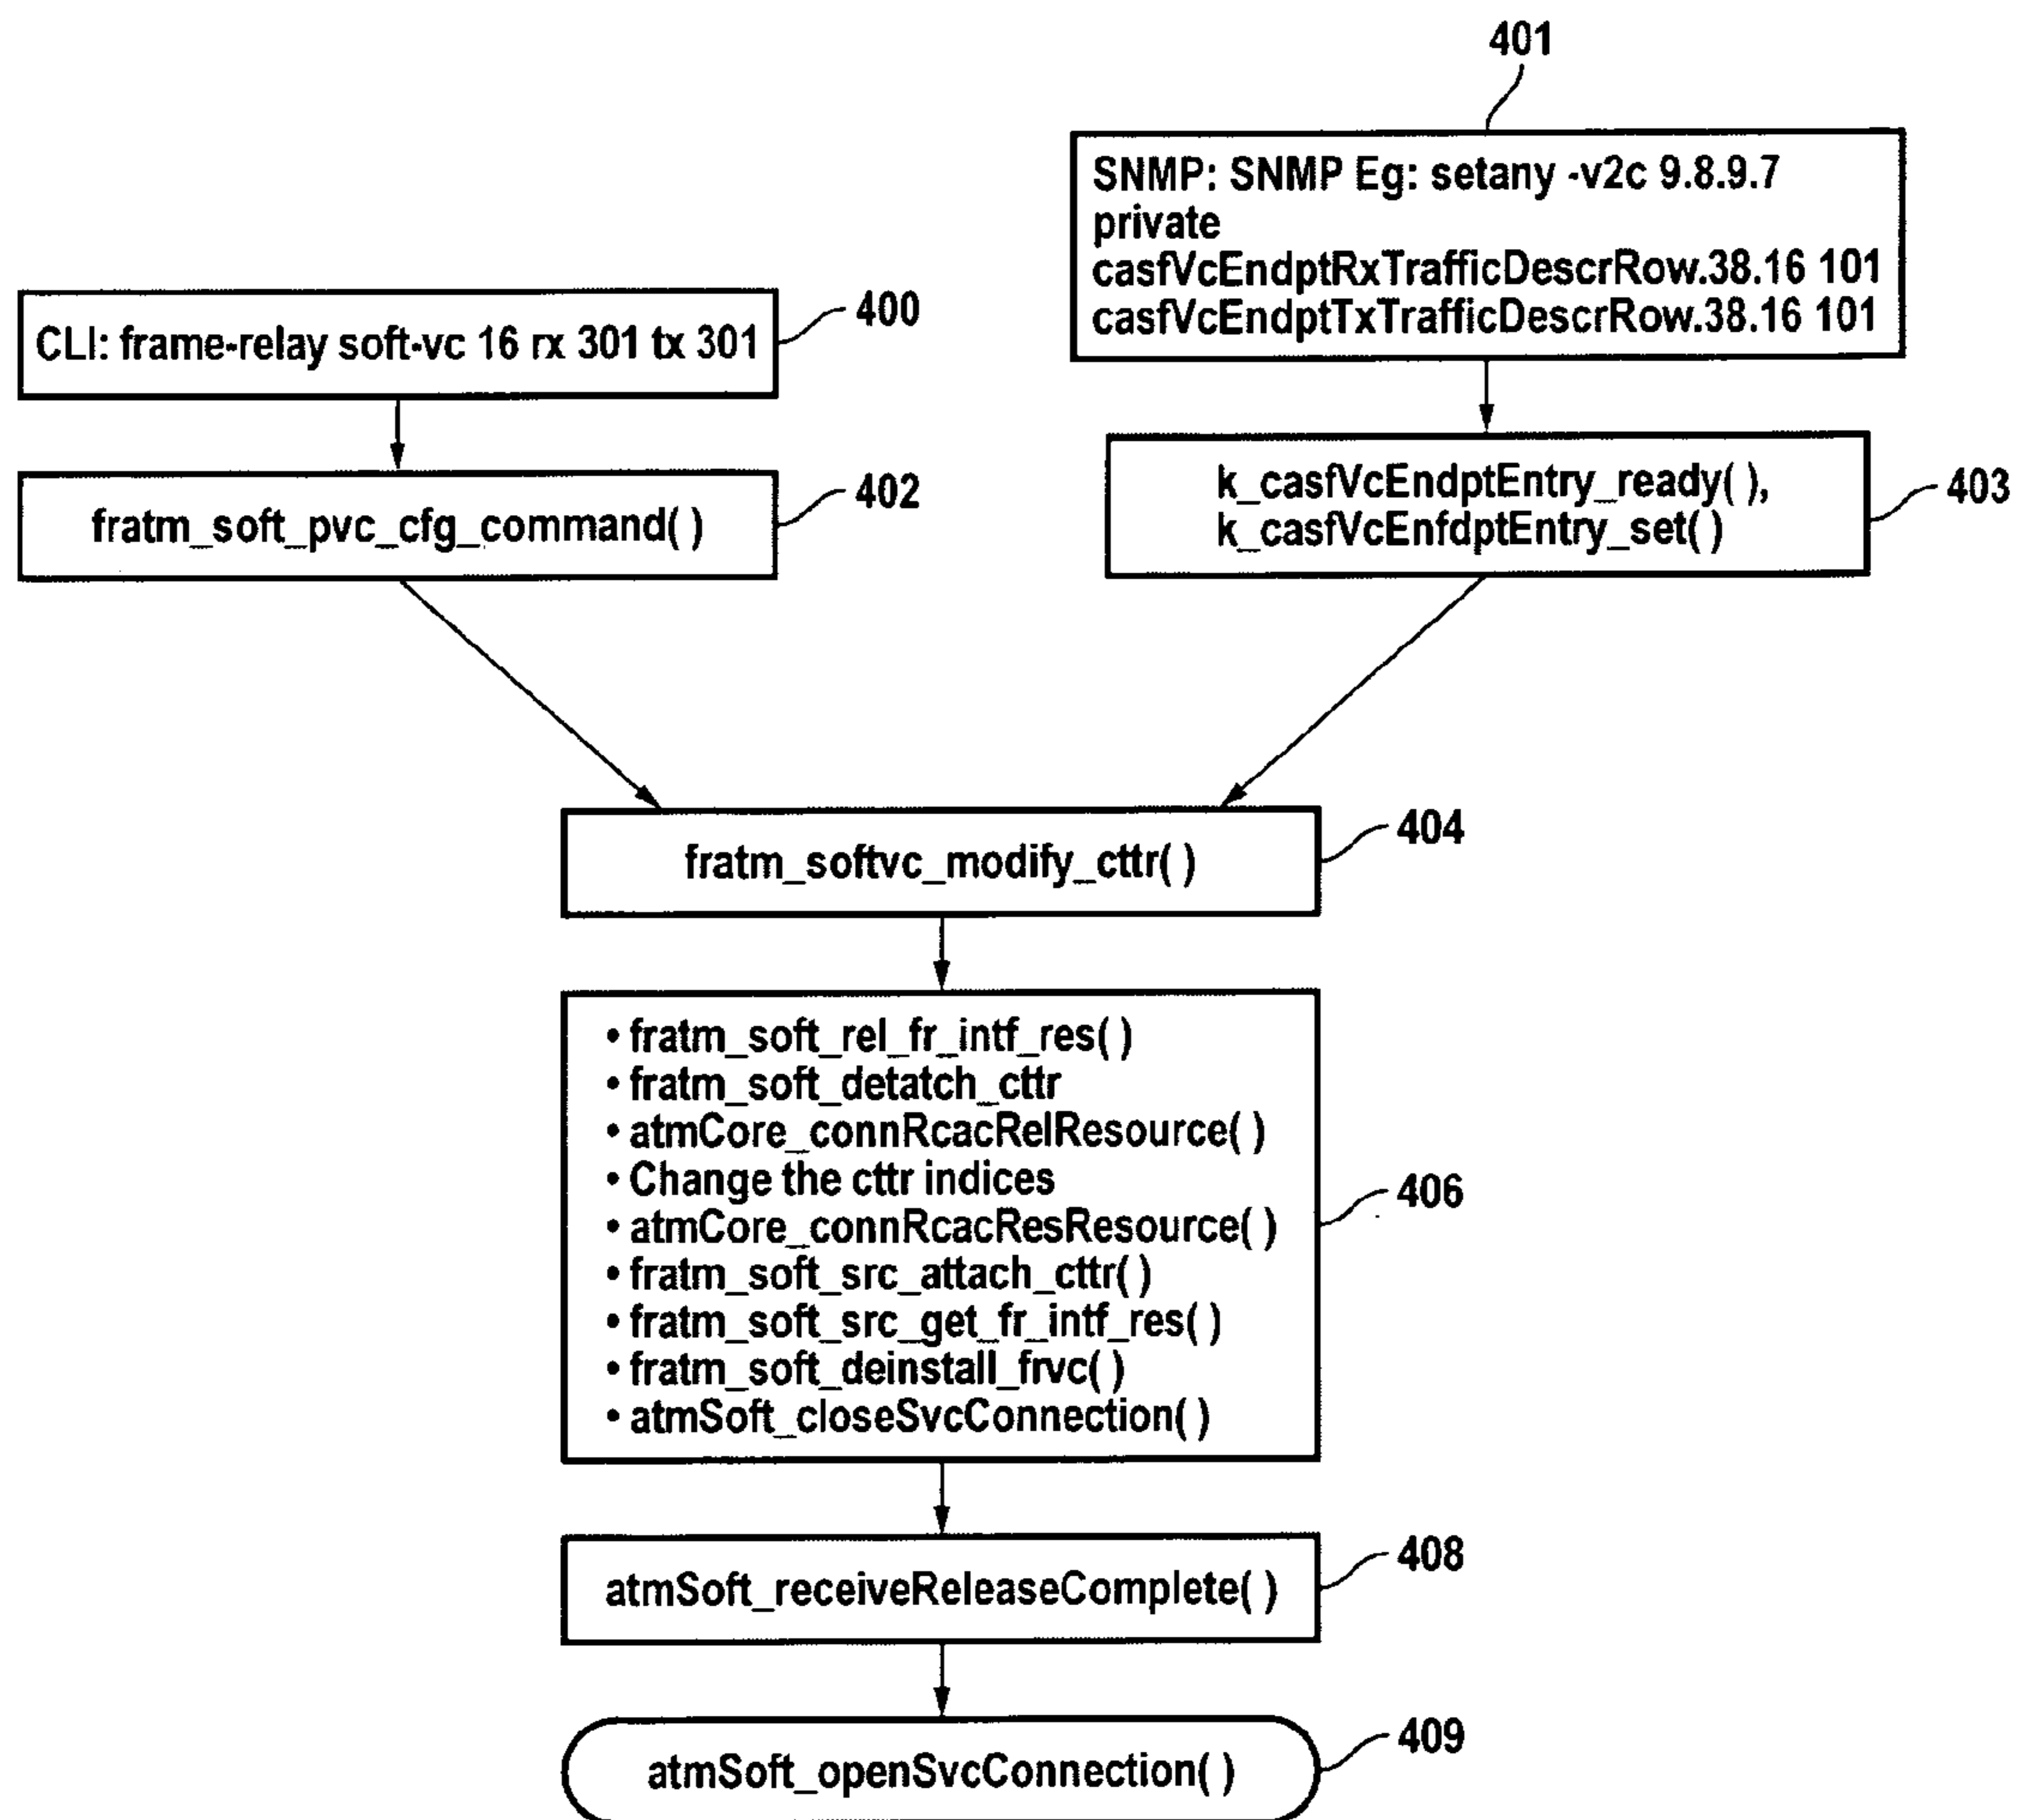 401
SNMP: SNMP Eg: setany -v2c 9.8.9.7
private
casfVcEndptRxTrafficDescrRow.38.16 101
casfVcEndptTxTrafficDescrRow.38.16 101
CLI: frame-relay soft-vc 16 rx 301 tx 301
400
fratm_soft_pvc_cfg_command( )
402
k_casfVcEndptEntry_ready( ),
k_casfVcEnfdptEntry_set()
403
fratm_softvc_modify_cttr( )
404
• fratm_soft_rel_fr_intf_res( )
• fratm_soft_detatch_cttr
• atmCore_connRcacRelResource( )
• Change the cttr indices
• atmCore_connRcacResResource( )
• fratm_soft_src_attach_cttr( )
• fratm_soft_src_get_fr_intf_res( )
• fratm_soft_deinstall_frvc( )
• atmSoft_closeSvcConnection( )
406
atmSoft_receiveReleaseComplete( )
408
atmSoft_openSvcConnection( )
409